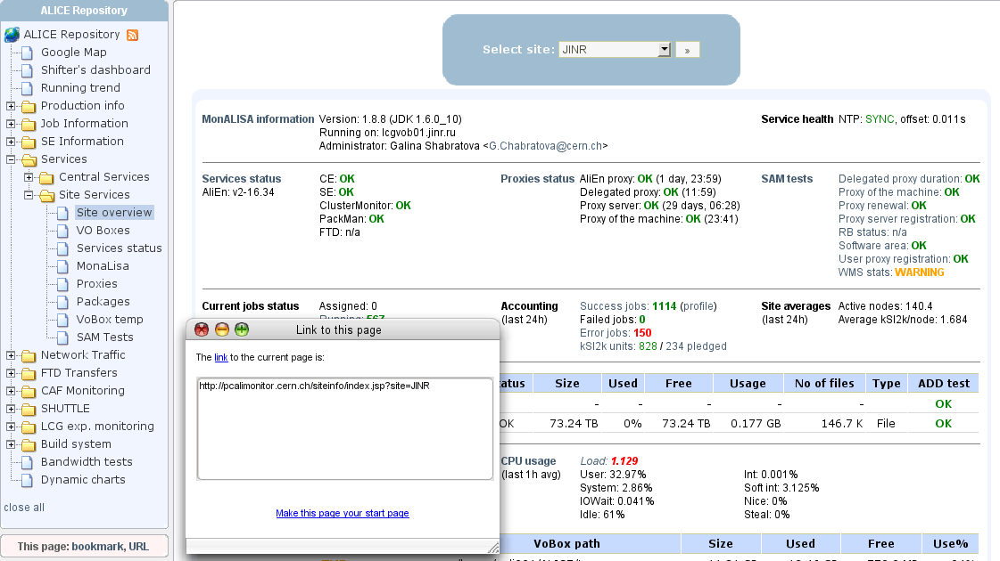 ALICE Repository
ALICE Repository
Google Map
Shifter's dashboard
Running trend
Production info
Job Information
SE Information
Services
Central Services
Site Services
Site overview
VO Boxes
Services status
MonaLisa
Proxies
Packages
VoBox temp
SAM Tests
Network Traffic
FTD Transfers
CAF Monitoring
SHUTTLE
LCG exp. monitoring
Build system
Bandwidth tests
Dynamic charts
close all
This page: bookmark, URL
Select site: JINR »
MonALISA information Version: 1.8.8 (JDK 1.6.0_10)
Running on: lcgvob01.jinr.ru
Administrator: Galina Shabratova <G.Chabratova@cern.ch>
Service health NTP: SYNC, offset: 0.011s
Services status
AliEn: v2-16.34
CE: OK
SE: OK
ClusterMonitor: OK
PackMan: OK
FTD: n/a
Proxies status AliEn proxy: OK (1 day, 23:59)
Delegated proxy: OK (11:59)
Proxy server: OK (29 days, 06:28)
Proxy of the machine: OK (23:41)
SAM tests Delegated proxy duration: OK
Proxy of the machine: OK
Proxy renewal: OK
Proxy server registration: OK
RB status: n/a
Software area: OK
User proxy registration: OK
WMS stats: WARNING
Current jobs status Assigned: 0
Running: 567
Accounting
(last 24h)
Success jobs: 1114 (profile)
Failed jobs: 0
Error jobs: 150
kSI2k units: 828 / 234 pledged
Site averages
(last 24h)
Active nodes: 140.4
Average kSI2k/node: 1.684
Link to this page
The link to the current page is:
http://pcalimonitor.cern.ch/siteinfo/index.jsp?site=JINR
Make this page your start page
atus Size Used Free Usage No of files Type ADD test
- - - - OK
OK 73.24 TB 0% 73.24 TB 0.177 GB 146.7 K File OK
CPU usage
(last 1h avg)
Load: 1.129
User: 32.97%
System: 2.86%
IOWait: 0.041%
Idle: 61%
Int: 0.001%
Soft int: 3.125%
Nice: 0%
Steal: 0%
VoBox path Size Used Free Use%